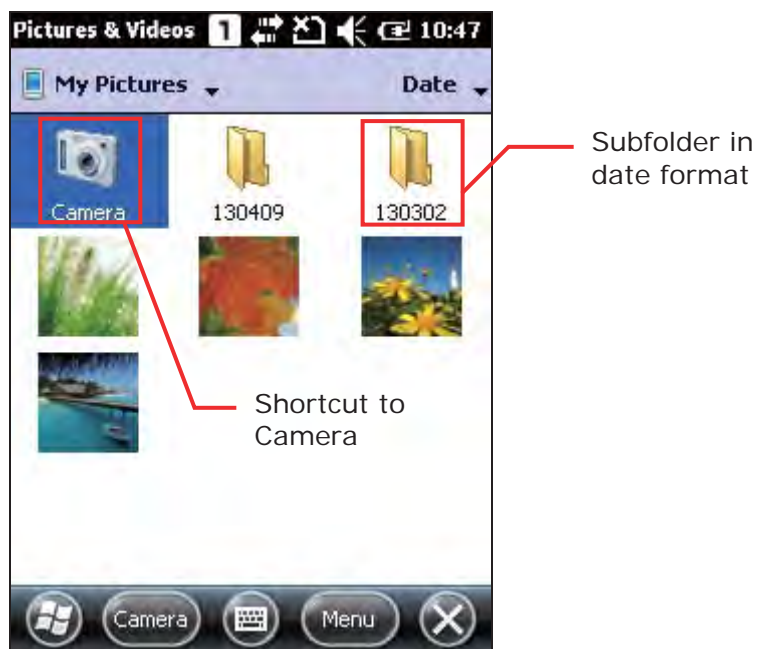 Pictures & Videos 1 10:47
My Pictures Date
Camera 130409 130302
Subfolder in
date format
Shortcut to
Camera
Camera Menu